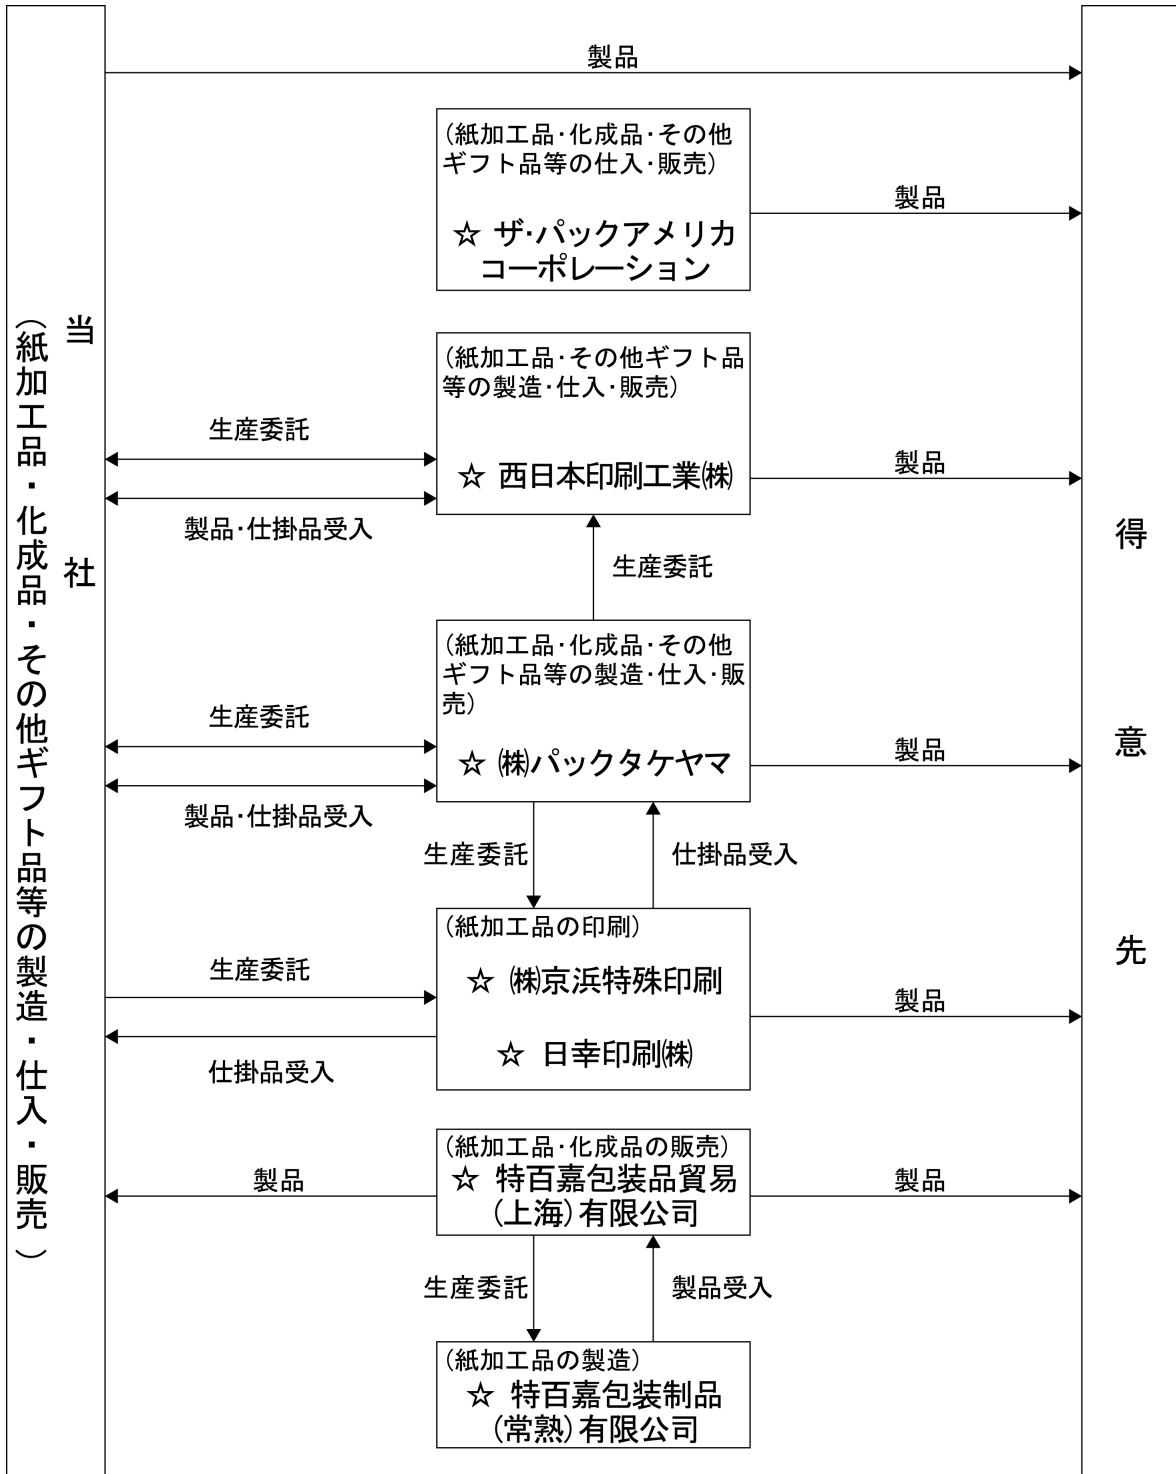 当社
（紙加工品・化成品・その他ギフト品等の製造・仕入・販売）
製品
（紙加工品・化成品・その他
ギフト品等の仕入・販売）
☆ ザ・パックアメリカ
コーポレーション
製品
（紙加工品・その他ギフト品
等の製造・仕入・販売）
☆ 西日本印刷工業㈱
生産委託
製品・仕掛品受入
製品
生産委託
（紙加工品・化成品・その他
ギフト品等の製造・仕入・販
売）
☆ ㈱パックタケヤマ
生産委託
製品・仕掛品受入
製品
生産委託
仕掛品受入
（紙加工品の印刷）
☆ ㈱京浜特殊印刷
☆ 日幸印刷㈱
生産委託
仕掛品受入
製品
（紙加工品・化成品の販売）
☆ 特百嘉包装品貿易
（上海）有限公司
製品
製品
生産委託
製品受入
（紙加工品の製造）
☆ 特百嘉包装制品
（常熟）有限公司
得意先